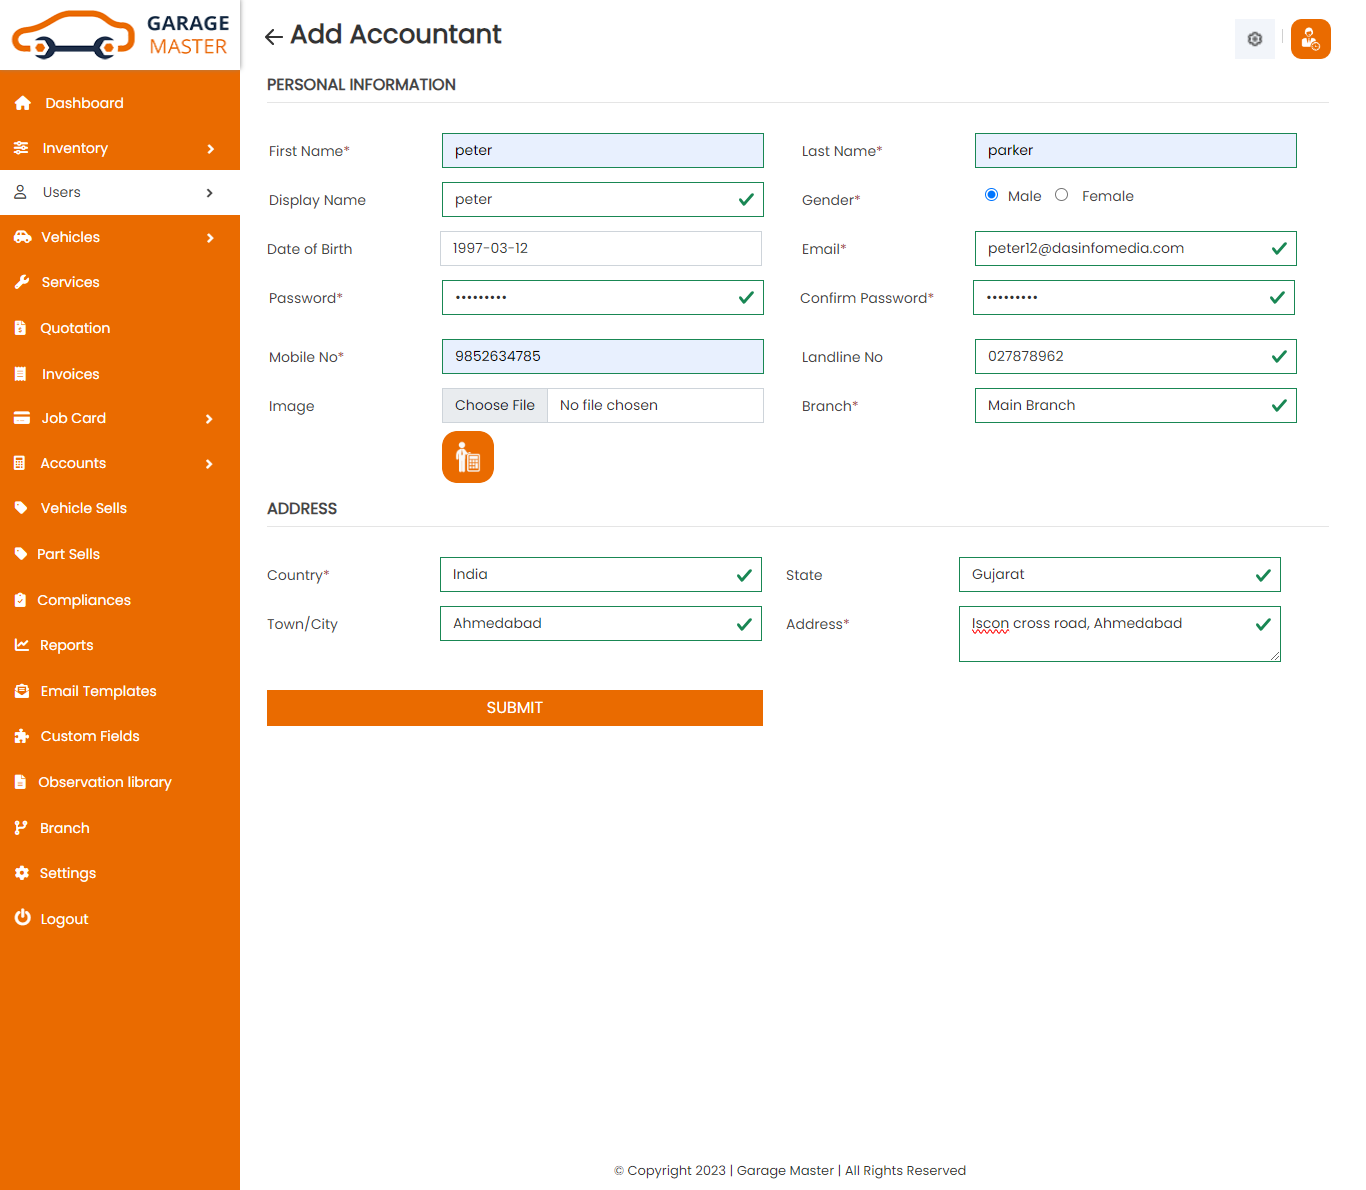 GARAGE
MASTER
Dashboard
Inventory
Users
Vehicles
Services
Quotation
Invoices
Job Card
Accounts
Vehicle Sells
Part Sells
Compliances
Reports
Email Templates
Custom Fields
Observation library
Branch
Settings
Logout
Add Accountant
PERSONAL INFORMATION
First Name* peter Last Name* parker
Display Name peter Gender* Male Female
Date of Birth 1997-03-12 Email* peter12@dasinfomedia.com
Password* ••••••••• Confirm Password* •••••••••
Mobile No* 9852634785 Landline No 027878962
Image Choose File No file chosen Branch* Main Branch
ADDRESS
Country* India State Gujarat
Town/City Ahmedabad Address* Iscon cross road, Ahmedabad
SUBMIT
© Copyright 2023 | Garage Master | All Rights Reserved